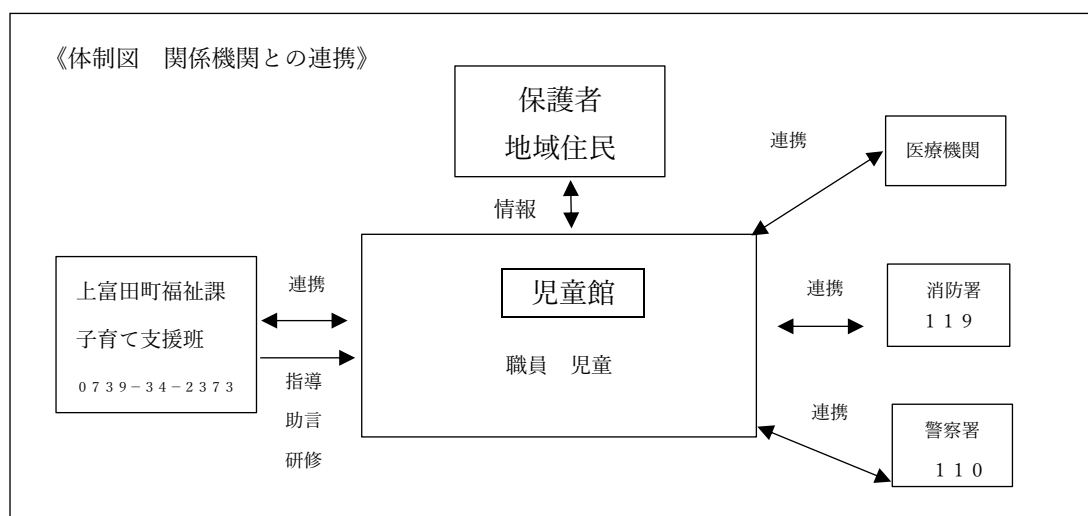 《体制図　関係機関との連携》
保護者
地域住民
情報
連携
医療機関
上富田町福祉課
子育て支援班
０７３９－３４－２３７３
連携
指導
助言
研修
児童館
職員　児童
連携
消防署
１１９
連携
警察署
１１０